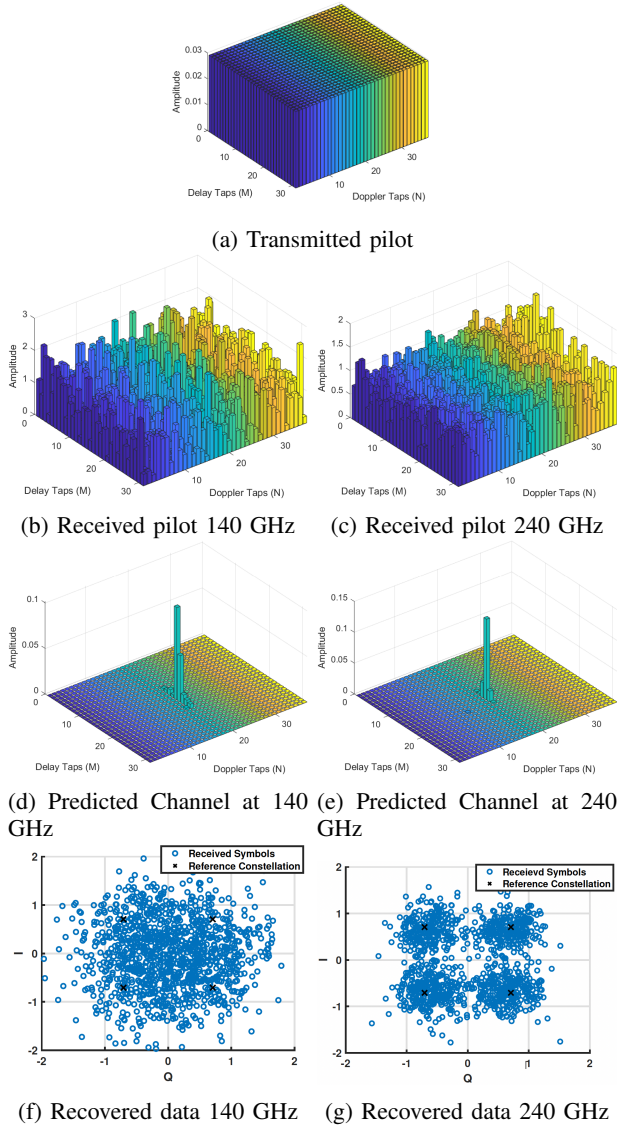 0.03
0.02
0.01
0
Amplitude
0
10
20
30
Delay Taps (M)
10
20
30
Doppler Taps (N)
(a) Transmitted pilot
3
2
1
0
Amplitude
0
10
20
30
Delay Taps (M)
10
20
30
Doppler Taps (N)
2
1.5
1
0.5
0
Amplitude
0
10
20
30
Delay Taps (M)
10
20
30
Doppler Taps (N)
(b) Received pilot 140 GHz
(c) Received pilot 240 GHz
0.1
0.05
0
Amplitude
0
10
20
30
Delay Taps (M)
10
20
30
Doppler Taps (N)
0.15
0.1
0.05
0
Amplitude
0
10
20
30
Delay Taps (M)
10
20
30
Doppler Taps (N)
(d) Predicted Channel at 140
GHz
(e) Predicted Channel at 240
GHz
Received Symbols
Reference Constellation
2
1
0
-1
-2
I
-2
-1
0
1
2
Q
Receievd Symbols
Reference Constellation
2
1
0
-1
-2
I
-2
-1
0
1
2
Q
(f) Recovered data 140 GHz
(g) Recovered data 240 GHz